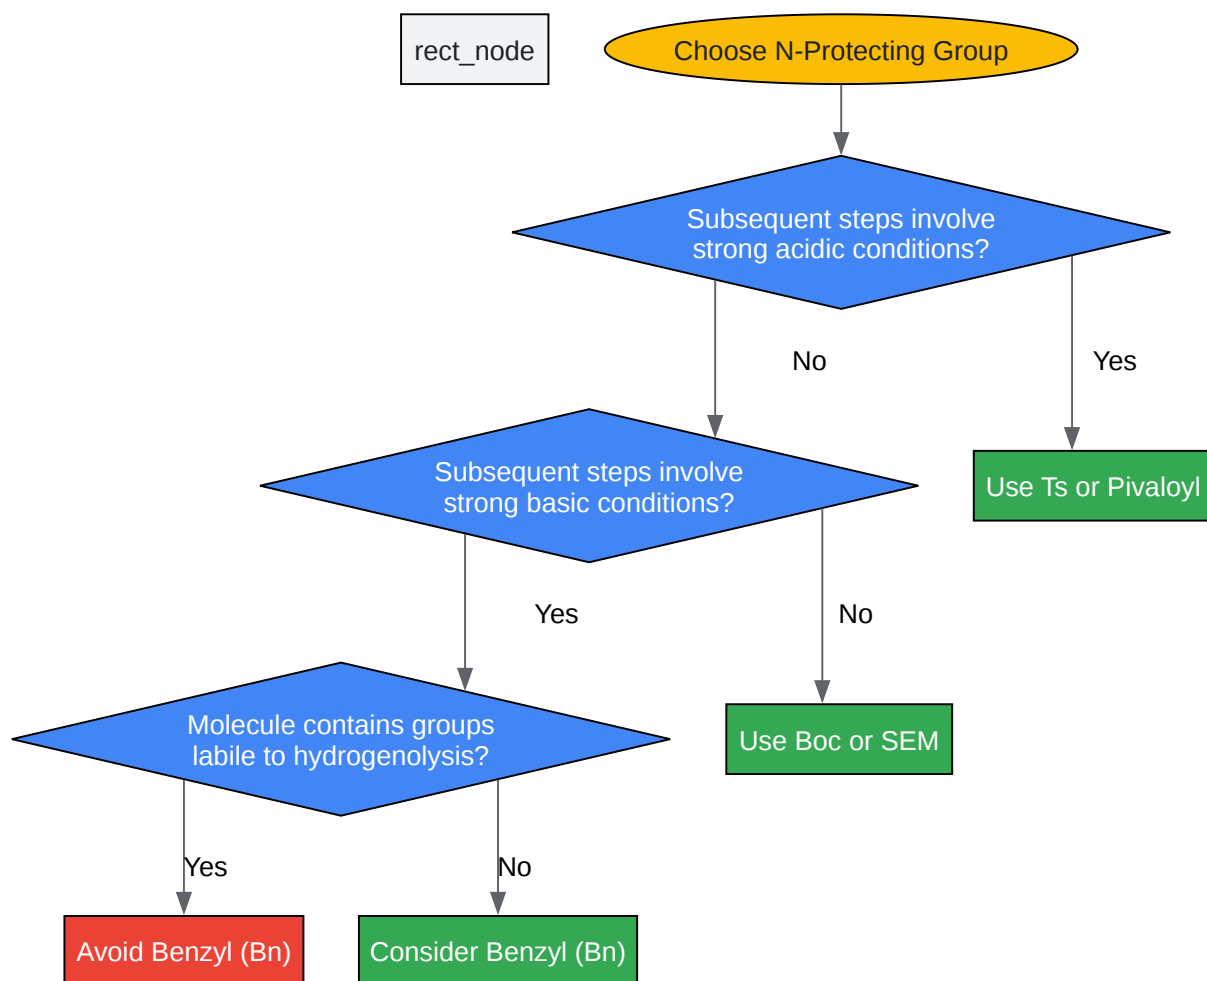 rect_node
Choose N-Protecting Group
Subsequent steps involve
strong acidic conditions?
No
Yes
Subsequent steps involve
strong basic conditions?
Use Ts or Pivaloyl
Yes
No
Molecule contains groups
labile to hydrogenolysis?
Use Boc or SEM
Yes
No
Avoid Benzyl (Bn)
Consider Benzyl (Bn)